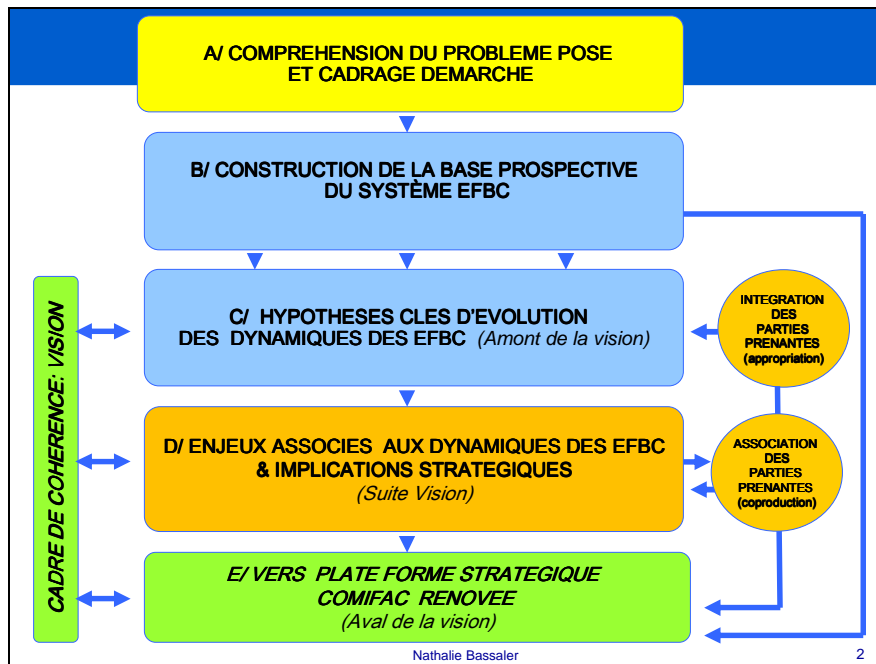 A/ COMPREHENSION DU PROBLEME POSE
ET CADRAGE DEMARCHE
B/ CONSTRUCTION DE LA BASE PROSPECTIVE
DU SYSTÈME EFBC
C/ HYPOTHESES CLES D'EVOLUTION
DES DYNAMIQUES DES EFBC (Amont de la vision)
INTEGRATION
DES
PARTIES
PRENANTES
(appropriation)
CADRE DE COHERENCE: VISION
D/ ENJEUX ASSOCIES AUX DYNAMIQUES DES EFBC
& IMPLICATIONS STRATEGIQUES
(Suite Vision)
ASSOCIATION
DES
PARTIES
PRENANTES
(coproduction)
E/ VERS PLATE FORME STRATEGIQUE
COMIFAC RENOVEE
(Aval de la vision)
Nathalie Bassaler
2